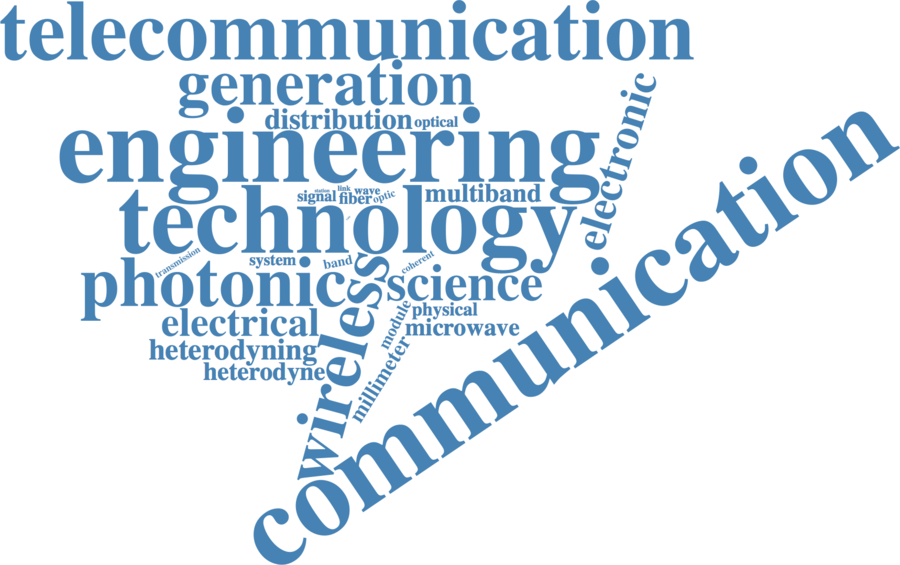 telecommunication
generation
distribution optical
electronic
engineering
station link wave
signal fiber optic multiband
technology
transmission system band coherent
photonics science
physical
electrical module microwave
heterodyning
heterodyne
wireless millimeter
communication